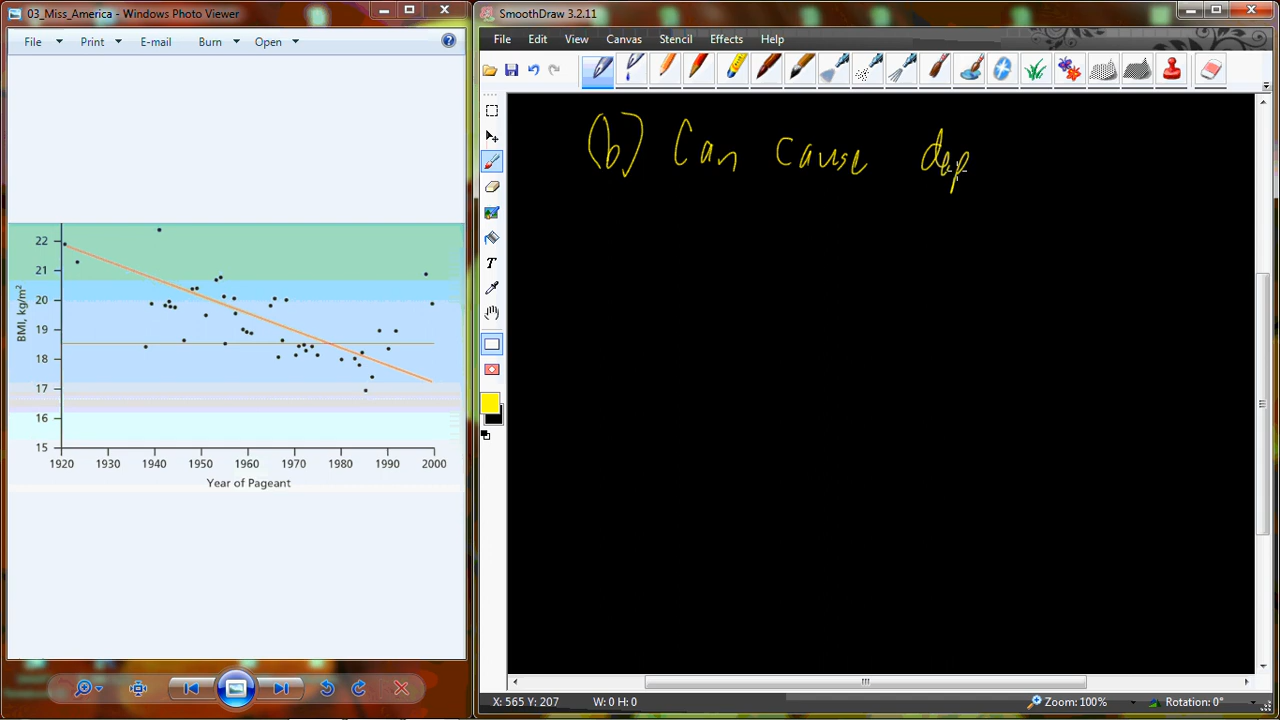 03_Miss_America - Windows Photo Viewer
File Print Burn E-mail Open
BMI, kg/m²
22
21
20
19
18
17
16
15
1920 1930 1940 1950 1960 1970 1980 1990 2000
Year of Pageant
SmoothDraw 3.2.11
File Edit View Canvas Stencil Effects Help
T
(b) Can cause dep
X: 565 Y: 207 W: 0 H: 0 Zoom: 100% Rotation: 0°